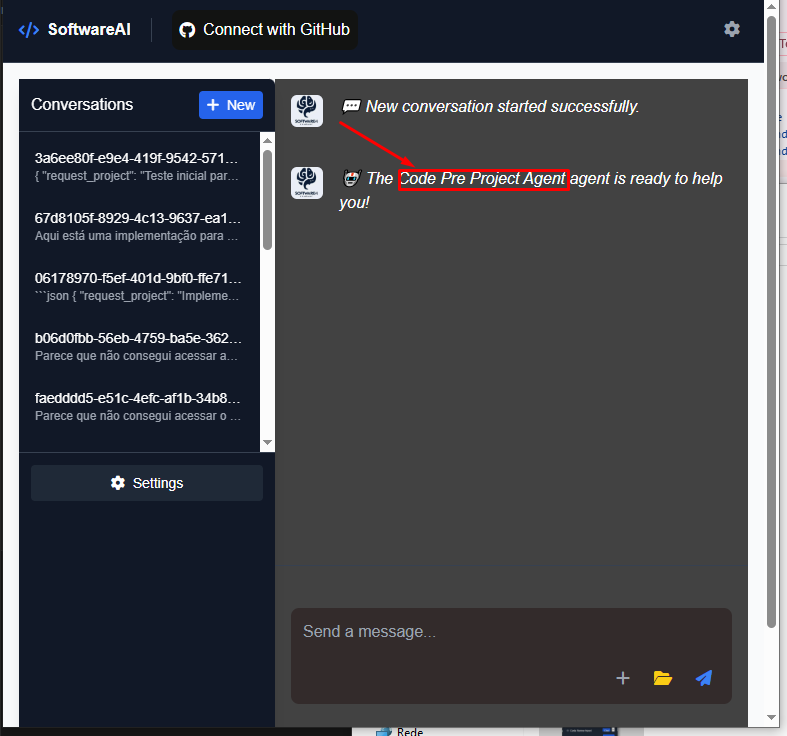 </> SoftwareAI
Connect with GitHub
Conversations
+ New
3a6ee80f-e9e4-419f-9542-571...
{ "request_project": "Teste inicial par...
67d8105f-8929-4c13-9637-ea1...
Aqui está uma implementação para ...
06178970-f5ef-401d-9bf0-ffe71...
```json { "request_project": "Impleme...
b06d0fbb-56eb-4759-ba5e-362...
Parece que não consegui acessar a...
faedddd5-e51c-4efc-af1b-34b8...
Parece que não consegui acessar o ...
Settings
New conversation started successfully.
The Code Pre Project Agent agent is ready to help
you!
Send a message...
Rede